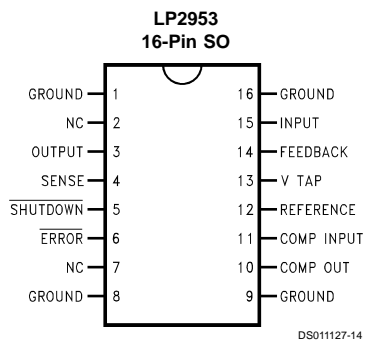 LP2953
16-Pin SO
GROUND 1 16 GROUND
NC 2 15 INPUT
OUTPUT 3 14 FEEDBACK
SENSE 4 13 V TAP
SHUTDOWN 5 12 REFERENCE
ERROR 6 11 COMP INPUT
NC 7 10 COMP OUT
GROUND 8 9 GROUND
DS011127-14